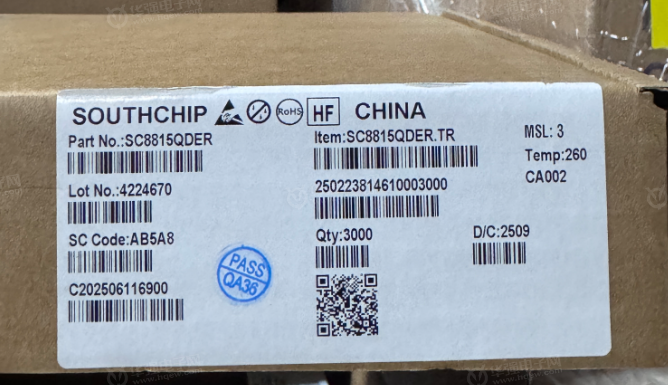 SOUTHCHIP RoHS HF CHINA
Part No.:SC8815QDER
Item:SC8815QDER.TR
MSL: 3
Temp:260
CA002
Lot No.:4224670
250223814610003000
SC Code:AB5A8
Qty:3000
D/C:2509
PASS
QA36
C202506116900